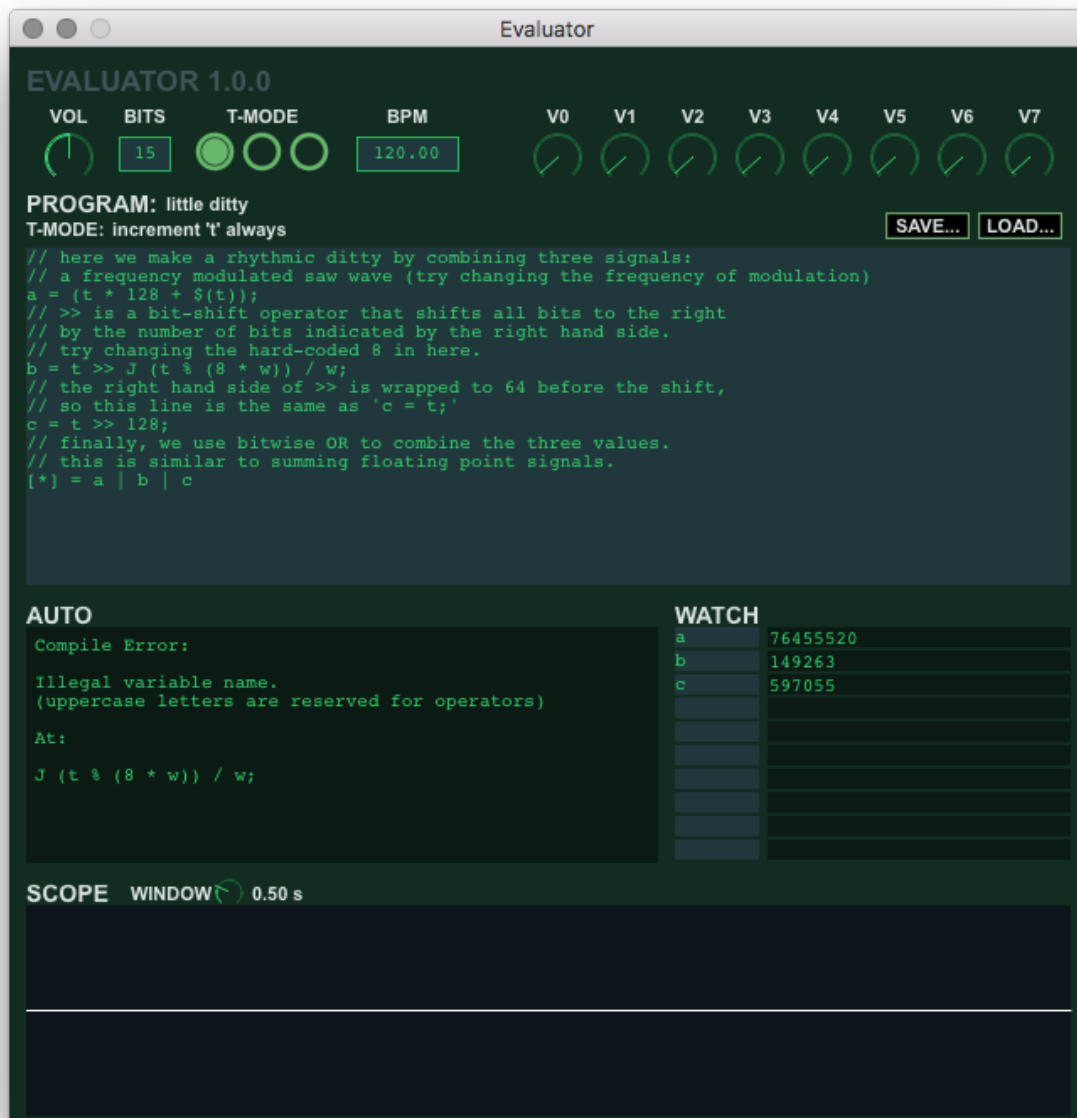 Evaluator
EVALUATOR 1.0.0
VOL BITS T-MODE BPM V0 V1 V2 V3 V4 V5 V6 V7
15 120.00
PROGRAM: little ditty
T-MODE: increment 't' always
SAVE... LOAD...
// here we make a rhythmic ditty by combining three signals:
// a frequency modulated saw wave (try changing the frequency of modulation)
a = (t * 128 + $(t));
// >> is a bit-shift operator that shifts all bits to the right
// by the number of bits indicated by the right hand side.
// try changing the hard-coded 8 in here.
b = t >> J (t % (8 * w)) / w;
// the right hand side of >> is wrapped to 64 before the shift,
// so this line is the same as 'c = t;'
c = t >> 128;
// finally, we use bitwise OR to combine the three values.
// this is similar to summing floating point signals.
[*] = a | b | c
AUTO
Compile Error:
Illegal variable name.
(uppercase letters are reserved for operators)
At:
J (t % (8 * w)) / w;
WATCH
a 76455520
b 149263
c 597055
SCOPE WINDOW 0.50 s